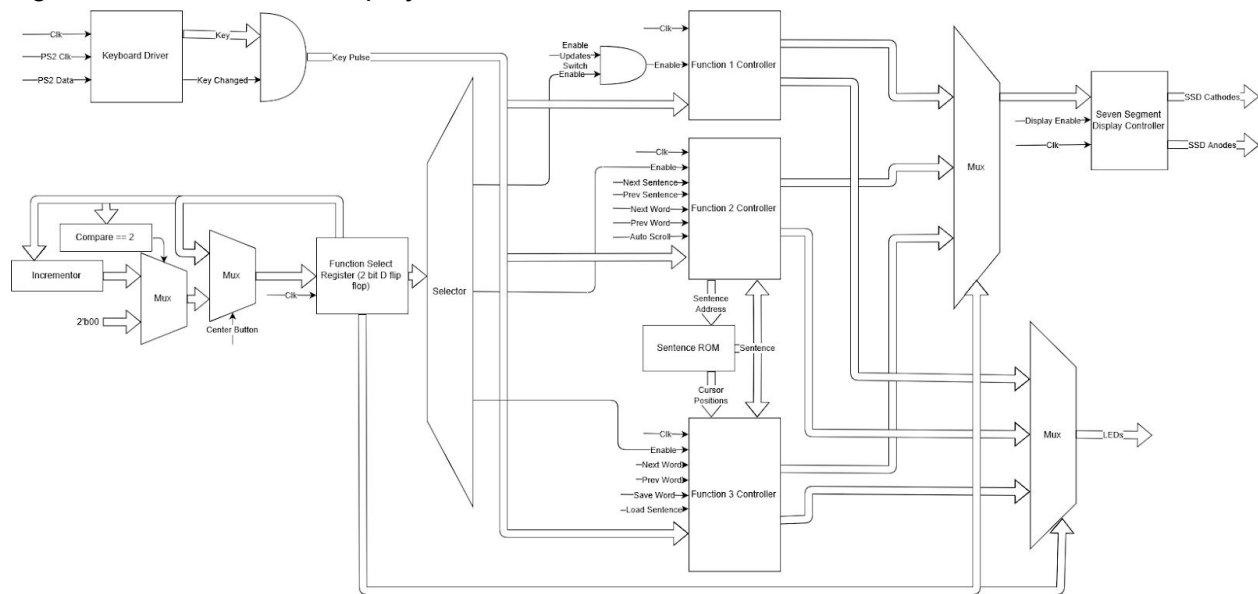 Clk
PS2 Clk
PS2 Data
Keyboard Driver
Key
Key Changed
Key Pulse
Enable
Updates
Switch
Enable
Enable
Clk
Function 1 Controller
Mux
Display Enable
Clk
Seven Segment
Display Controller
SSD Cathodes
SSD Anodes
Compare == 2
Incrementor
2'b00
Mux
Mux
Center Button
Clk
Function Select
Register (2 bit D flip
flop)
Selector
Clk
Enable
Next Sentence
Prev Sentence
Next Word
Prev Word
Auto Scroll
Function 2 Controller
Sentence
Address
Sentence ROM
Sentence
Cursor
Positions
Clk
Enable
Next Word
Prev Word
Save Word
Load Sentence
Function 3 Controller
Mux
LEDs